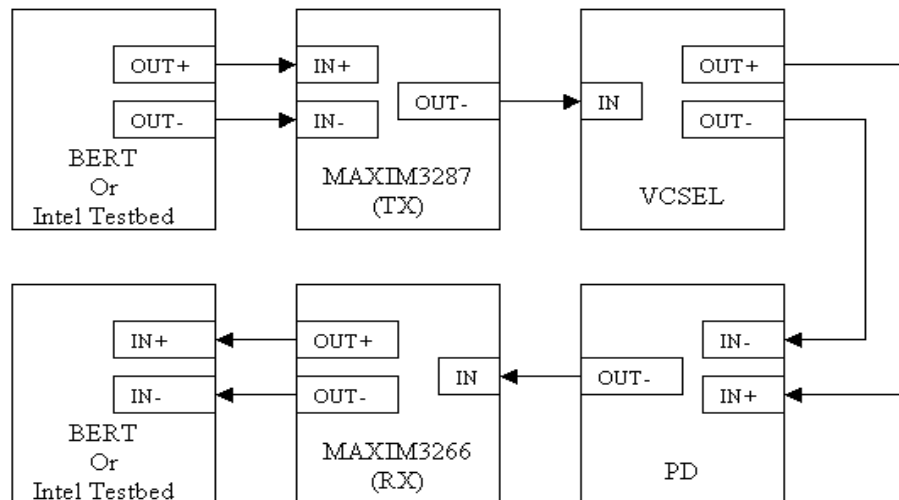 OUT+
OUT-
BERT
Or
Intel Testbed
IN+
IN-
OUT-
MAXIM3287
(TX)
IN
OUT+
OUT-
VCSEL
IN+
IN-
BERT
Or
Intel Testbed
OUT+
OUT-
IN
MAXIM3266
(RX)
OUT-
IN-
IN+
PD